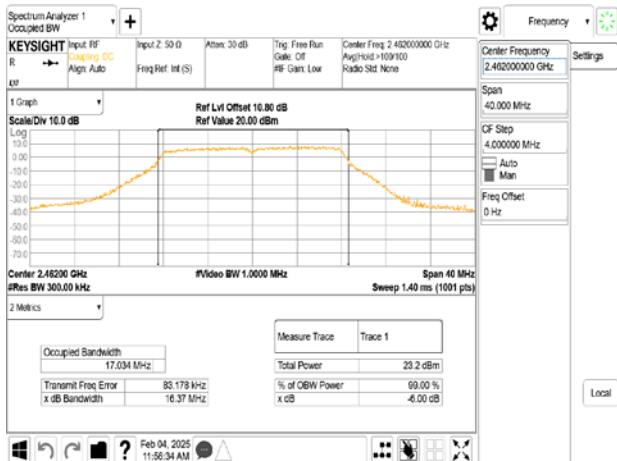 Spectrum Analyzer 1
Occupied BW
Frequency
KEYSIGHT
Input: RF
Input Z: 50 Ω
Atten: 30 dB
Trig: Free Run
Center Freq: 2.462000000 GHz
R
Coupling: DC
Gate: Off
Avg|Hold:>100/100
Align: Auto
Freq Ref: Int (S)
#IF Gain: Low
Radio Std: None
Center Frequency
2.462000000 GHz
Settings
Span
40.000 MHz
CF Step
4.000000 MHz
Auto
Man
Freq Offset
0 Hz
1 Graph
Ref Lvl Offset 10.80 dB
Scale/Div 10.0 dB
Ref Value 20.00 dBm
Log
10.0
0.00
-10.0
-20.0
-30.0
-40.0
-50.0
-60.0
-70.0
Center 2.46200 GHz
#Video BW 1.0000 MHz
Span 40 MHz
#Res BW 300.00 kHz
Sweep 1.40 ms (1001 pts)
2 Metrics
Measure Trace
Trace 1
Occupied Bandwidth
17.034 MHz
Total Power
23.2 dBm
Transmit Freq Error
83.178 kHz
% of OBW Power
99.00 %
x dB Bandwidth
16.37 MHz
x dB
-6.00 dB
Local
?
Feb 04, 2025
11:56:34 AM